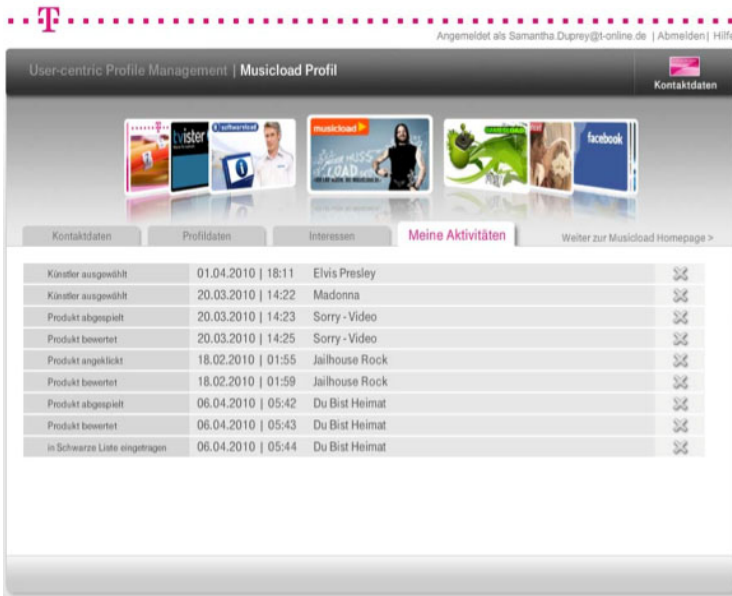 T
Angemeldet als Samantha.Duprey@t-online.de | Abmelden | Hilfe
User-centric Profile Management | Musicload Profil
Kontaktdaten
tvister
softwareload
musicload
MUSS
LOAD
facebook
Kontaktdaten Profildaten Interessen Meine Aktivitäten Weiter zur Musicload Homepage >
Künstler ausgewählt 01.04.2010 | 18:11 Elvis Presley
Künstler ausgewählt 20.03.2010 | 14:22 Madonna
Produkt abgespielt 20.03.2010 | 14:23 Sorry - Video
Produkt bewertet 20.03.2010 | 14:25 Sorry - Video
Produkt angeklickt 18.02.2010 | 01:55 Jailhouse Rock
Produkt bewertet 18.02.2010 | 01:59 Jailhouse Rock
Produkt abgespielt 06.04.2010 | 05:42 Du Bist Heimat
Produkt bewertet 06.04.2010 | 05:43 Du Bist Heimat
in Schwarze Liste eingetragen 06.04.2010 | 05:44 Du Bist Heimat